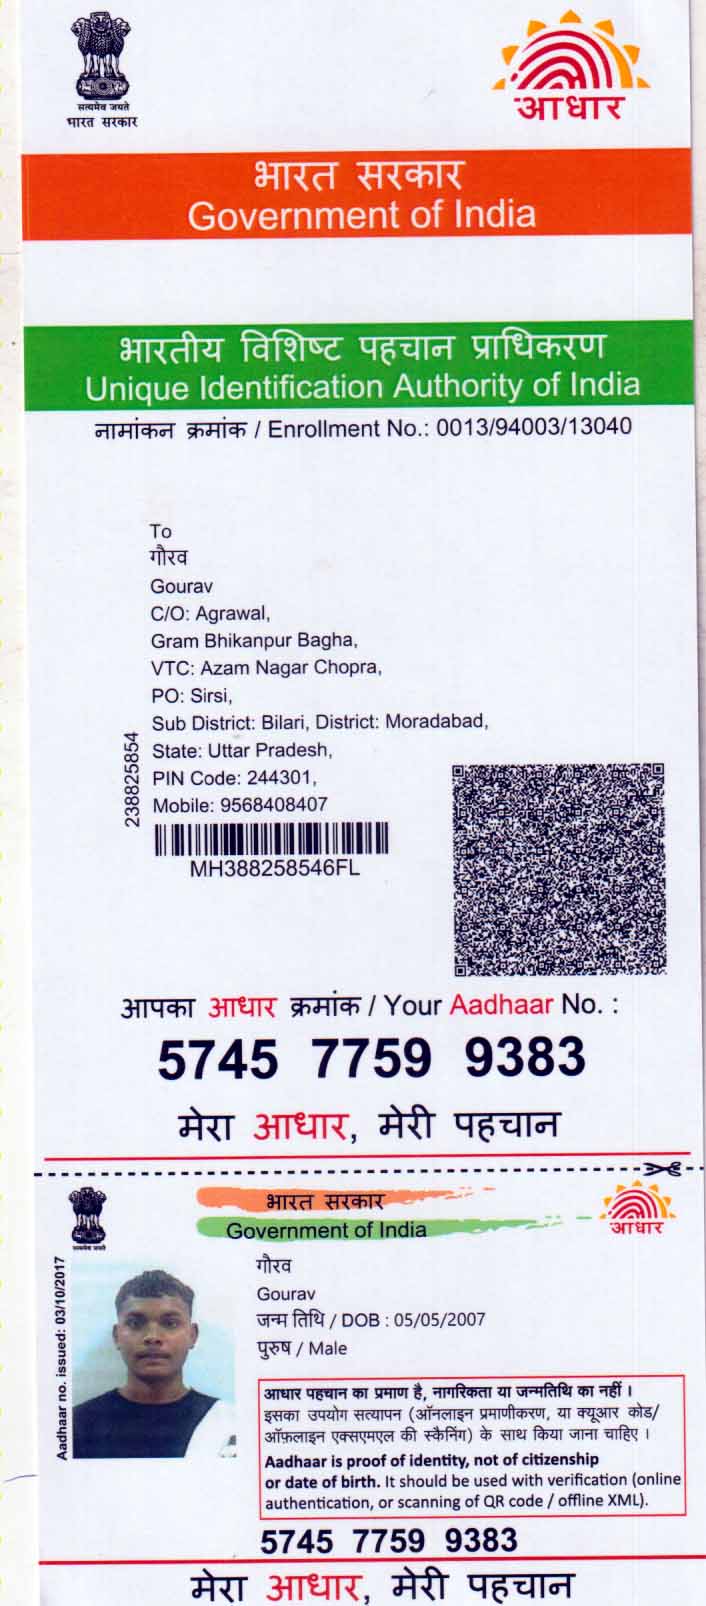 सत्यमेव जयते
भारत सरकार
आधार
भारत सरकार
Government of India
भारतीय विशिष्ट पहचान प्राधिकरण
Unique Identification Authority of India
नामांकन क्रमांक / Enrollment No.: 0013/94003/13040
To
गौरव
Gourav
C/O: Agrawal,
Gram Bhikanpur Bagha,
VTC: Azam Nagar Chopra,
PO: Sirsi,
Sub District: Bilari, District: Moradabad,
State: Uttar Pradesh,
PIN Code: 244301,
Mobile: 9568408407
238825854
MH388258546FL
आपका आधार क्रमांक / Your Aadhaar No. :
5745 7759 9383
मेरा आधार, मेरी पहचान
सत्यमेव जयते
भारत सरकार
Government of India
आधार
Aadhaar no. issued: 03/10/2017
गौरव
Gourav
जन्म तिथि / DOB : 05/05/2007
पुरुष / Male
आधार पहचान का प्रमाण है, नागरिकता या जन्मतिथि का नहीं ।
इसका उपयोग सत्यापन (ऑनलाइन प्रमाणीकरण, या क्यूआर कोड/
ऑफ़लाइन एक्सएमएल की स्कैनिंग) के साथ किया जाना चाहिए ।
Aadhaar is proof of identity, not of citizenship
or date of birth. It should be used with verification (online
authentication, or scanning of QR code / offline XML).
5745 7759 9383
मेरा आधार, मेरी पहचान